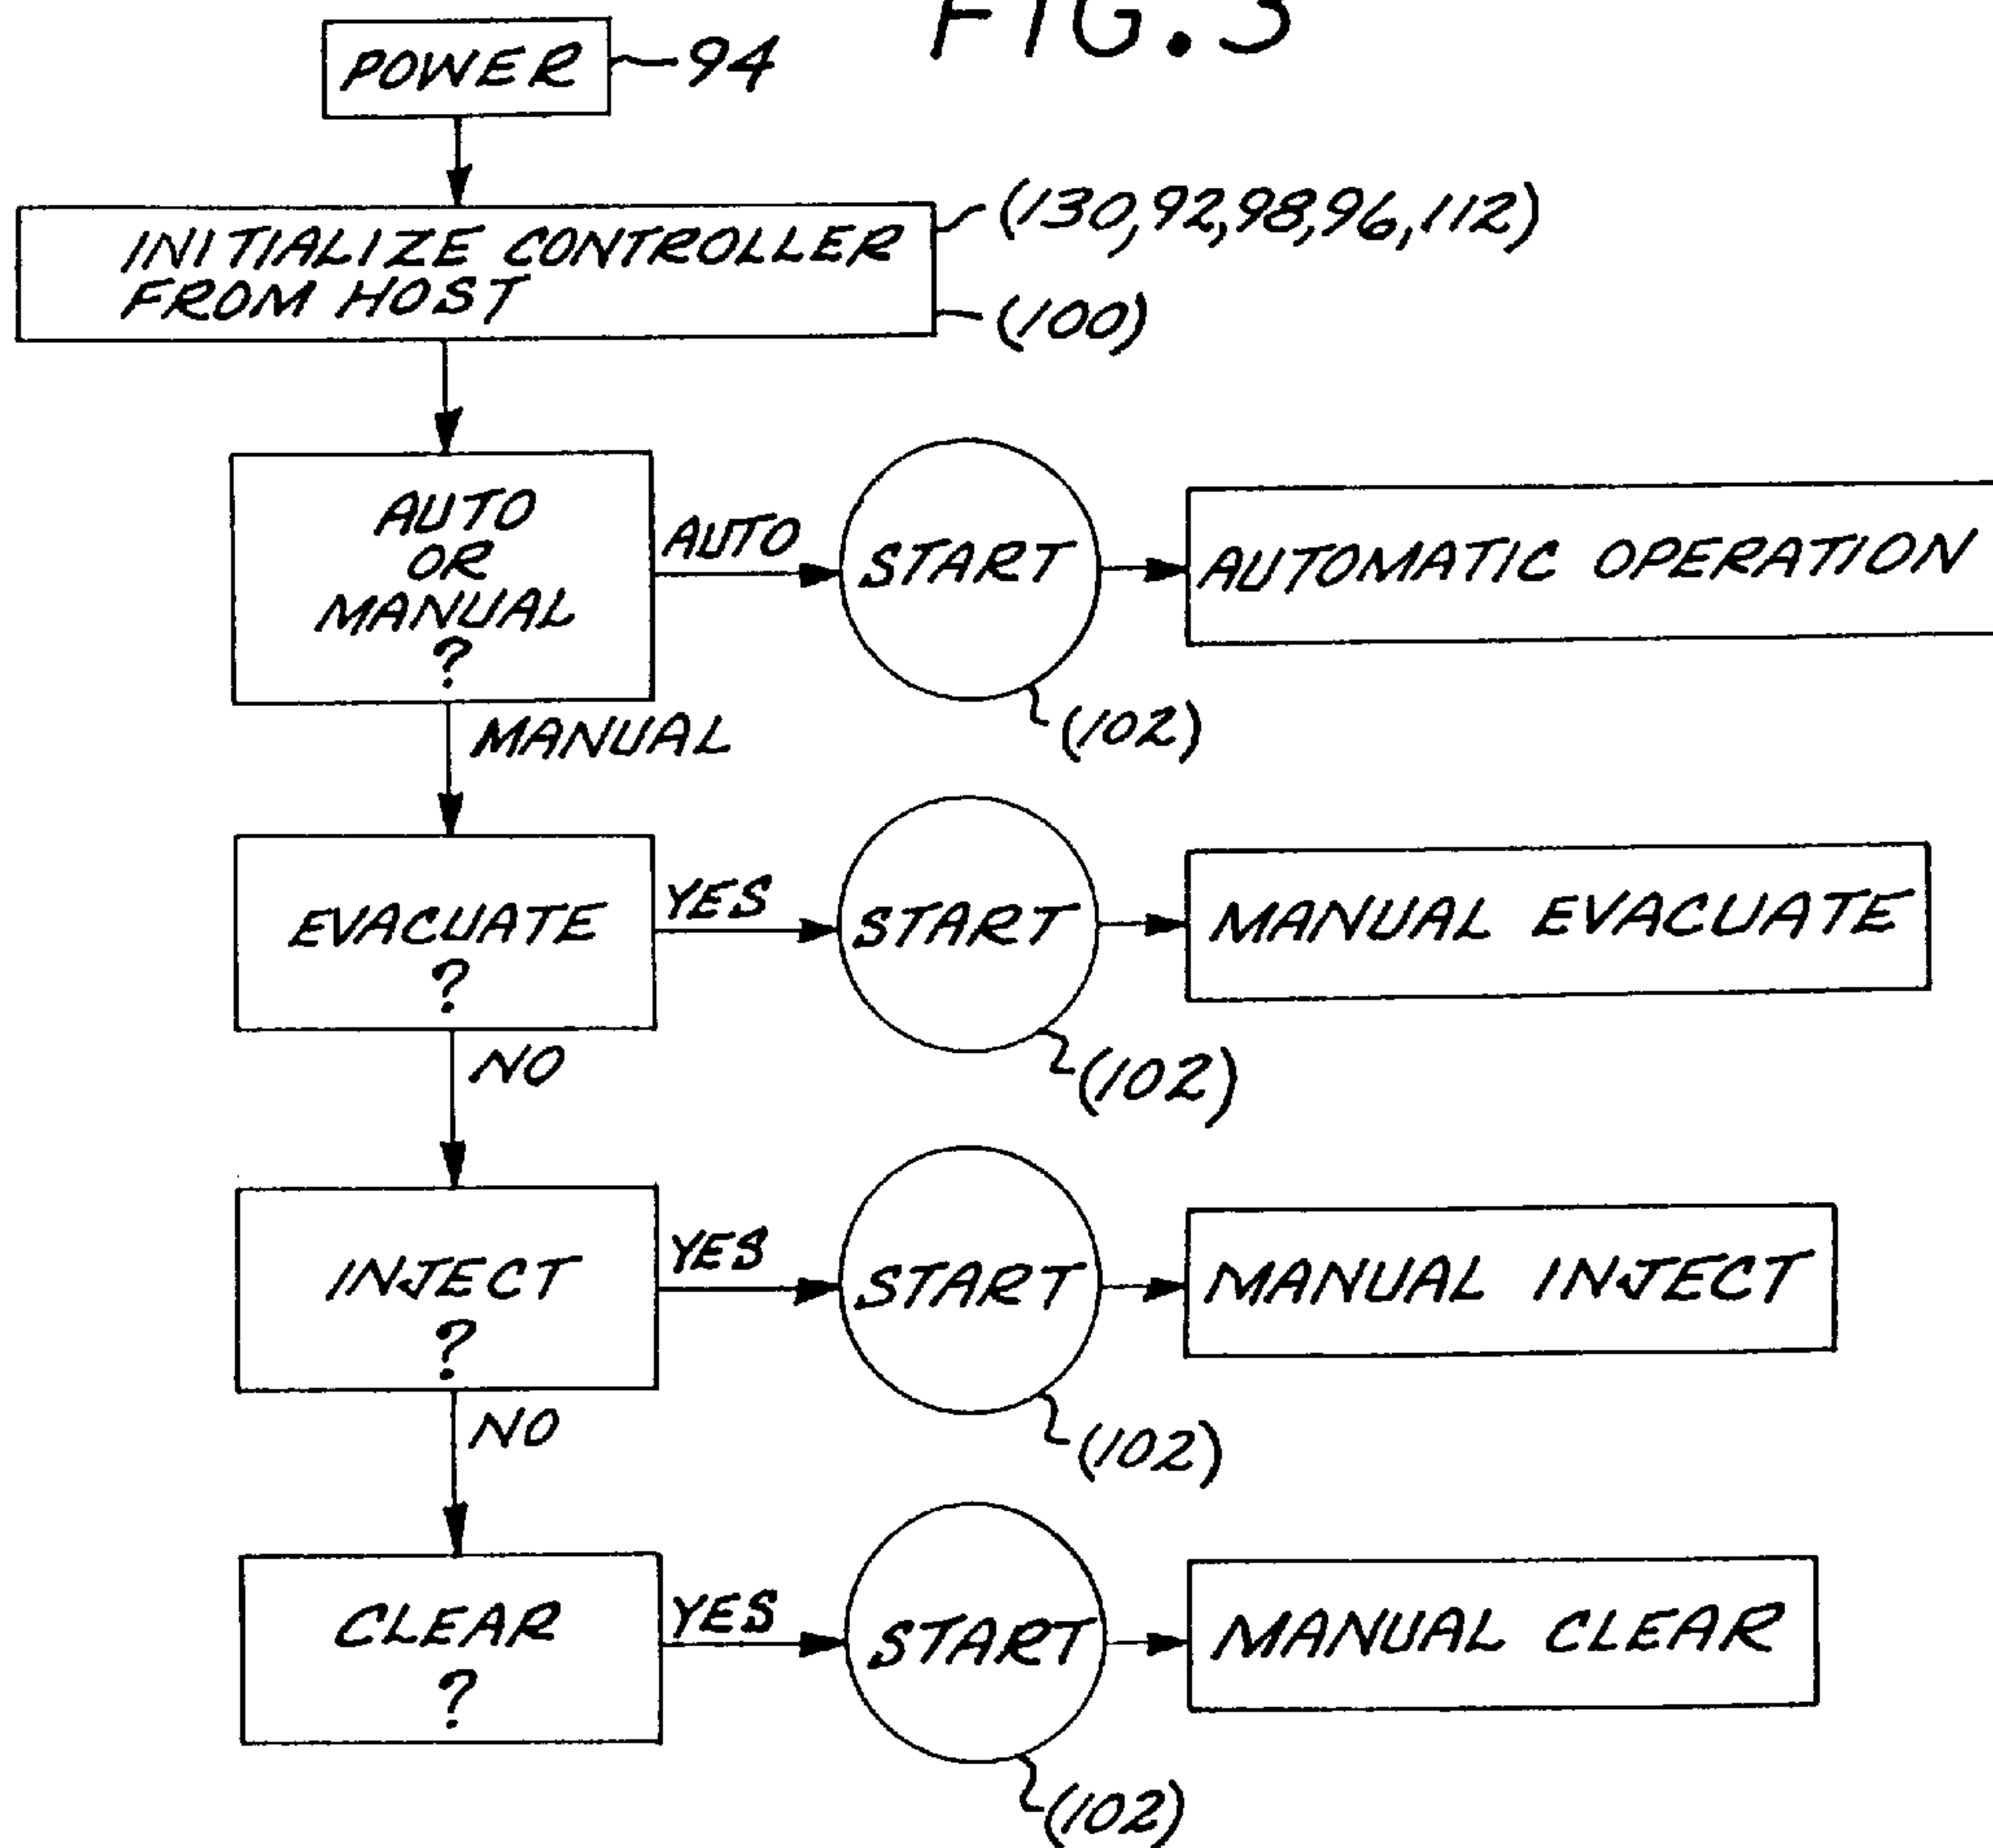 FIG. 3
POWER
94
INITIALIZE CONTROLLER
FROM HOST
(130,92,98,96,112)
(100)
AUTO
OR
MANUAL
?
AUTO
START
(102)
AUTOMATIC OPERATION
MANUAL
EVACUATE
?
YES
START
(102)
MANUAL EVACUATE
NO
INJECT
?
YES
START
(102)
MANUAL INJECT
NO
CLEAR
?
YES
START
(102)
MANUAL CLEAR